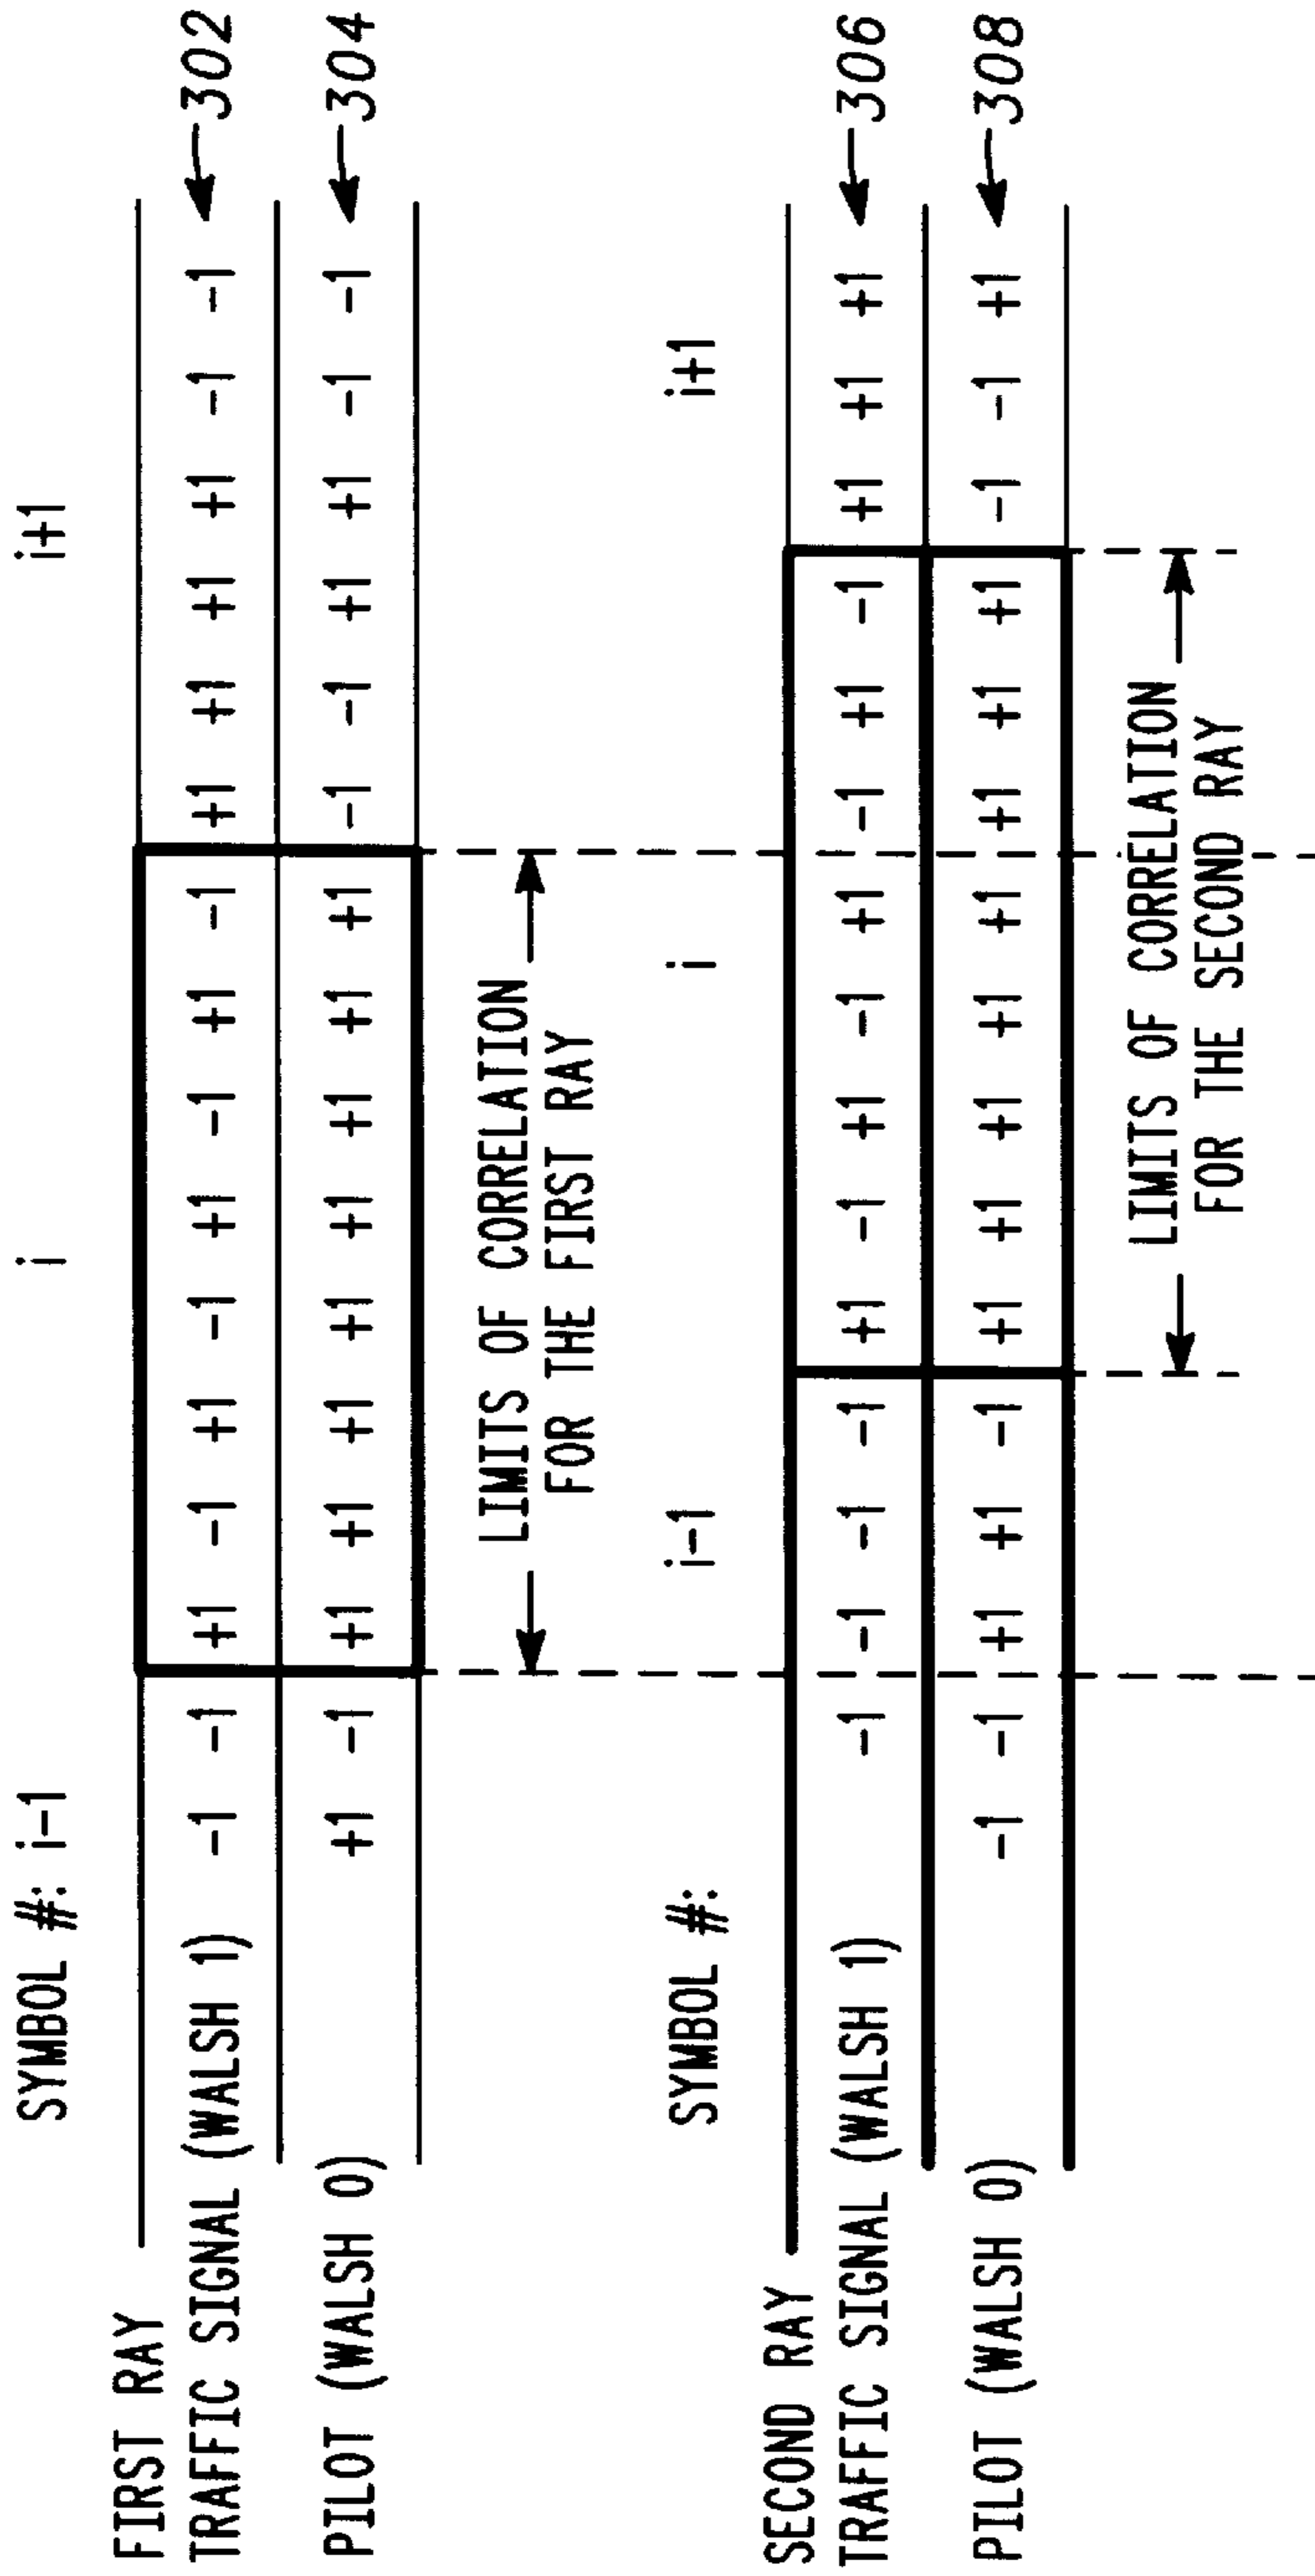 SYMBOL #: i-1 i i+1
FIRST RAY
TRAFFIC SIGNAL (WALSH 1) -1 -1 +1 -1 +1 -1 +1 -1 +1 -1 +1 +1 +1 +1 -1 -1 302
PILOT (WALSH 0) +1 -1 +1 +1 +1 +1 +1 +1 +1 +1 -1 -1 +1 +1 -1 -1 304
LIMITS OF CORRELATION
FOR THE FIRST RAY
SYMBOL #: i-1 i i+1
SECOND RAY
TRAFFIC SIGNAL (WALSH 1) -1 -1 -1 -1 +1 -1 +1 -1 +1 -1 +1 -1 +1 +1 +1 306
PILOT (WALSH 0) -1 -1 +1 +1 -1 +1 +1 +1 +1 +1 +1 +1 +1 -1 -1 +1 308
LIMITS OF CORRELATION
FOR THE SECOND RAY